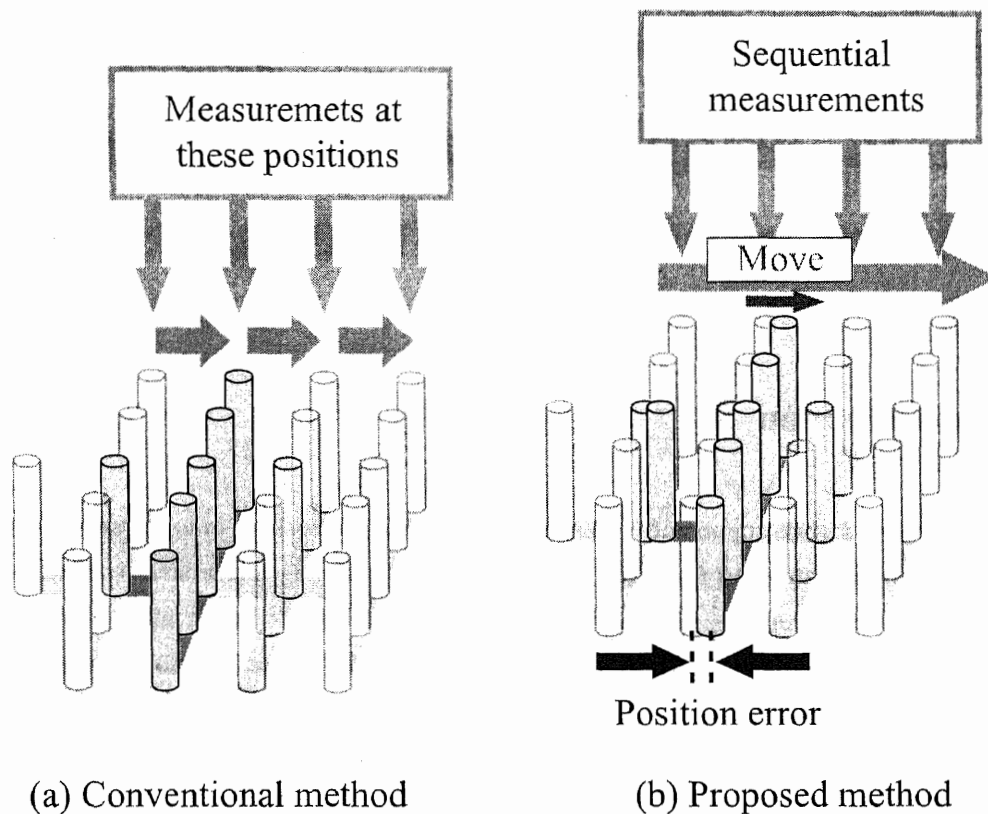 Measuremets at
these positions
Sequential
measurements
Move
Position error
(a) Conventional method
(b) Proposed method